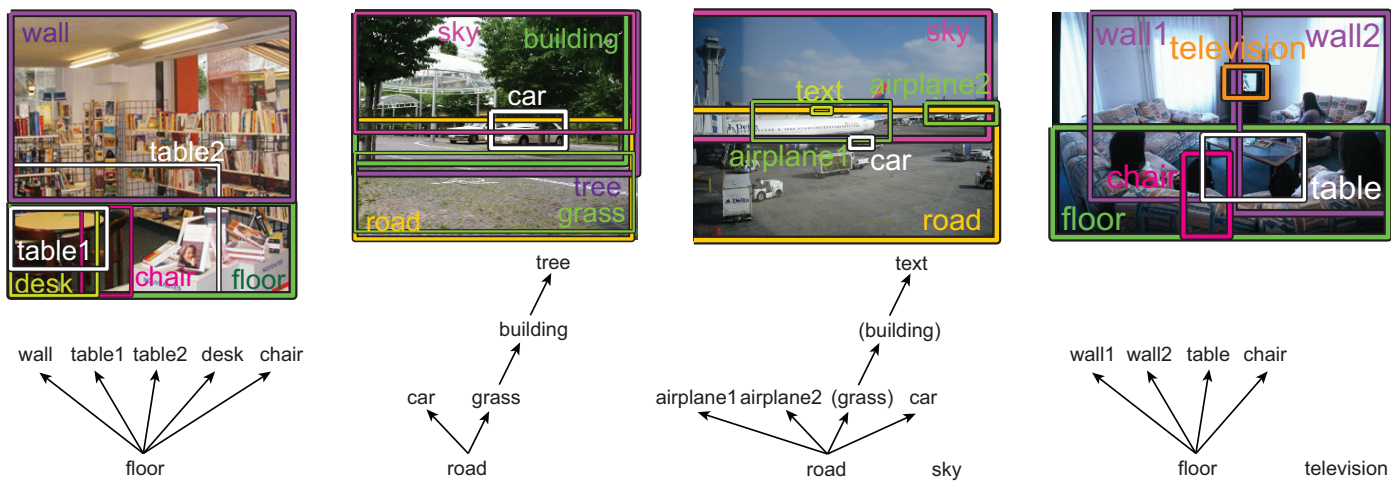 wall
table2
table1
desk
chair
floor
sky
building
car
tree
grass
road
sky
airplane2
text
airplane1
car
road
Delta
Delta
wall1
television
wall2
chair
table
floor
wall table1 table2 desk chair
floor
tree
building
car grass
road
text
(building)
airplane1 airplane2 (grass) car
road sky
wall1 wall2 table chair
floor television